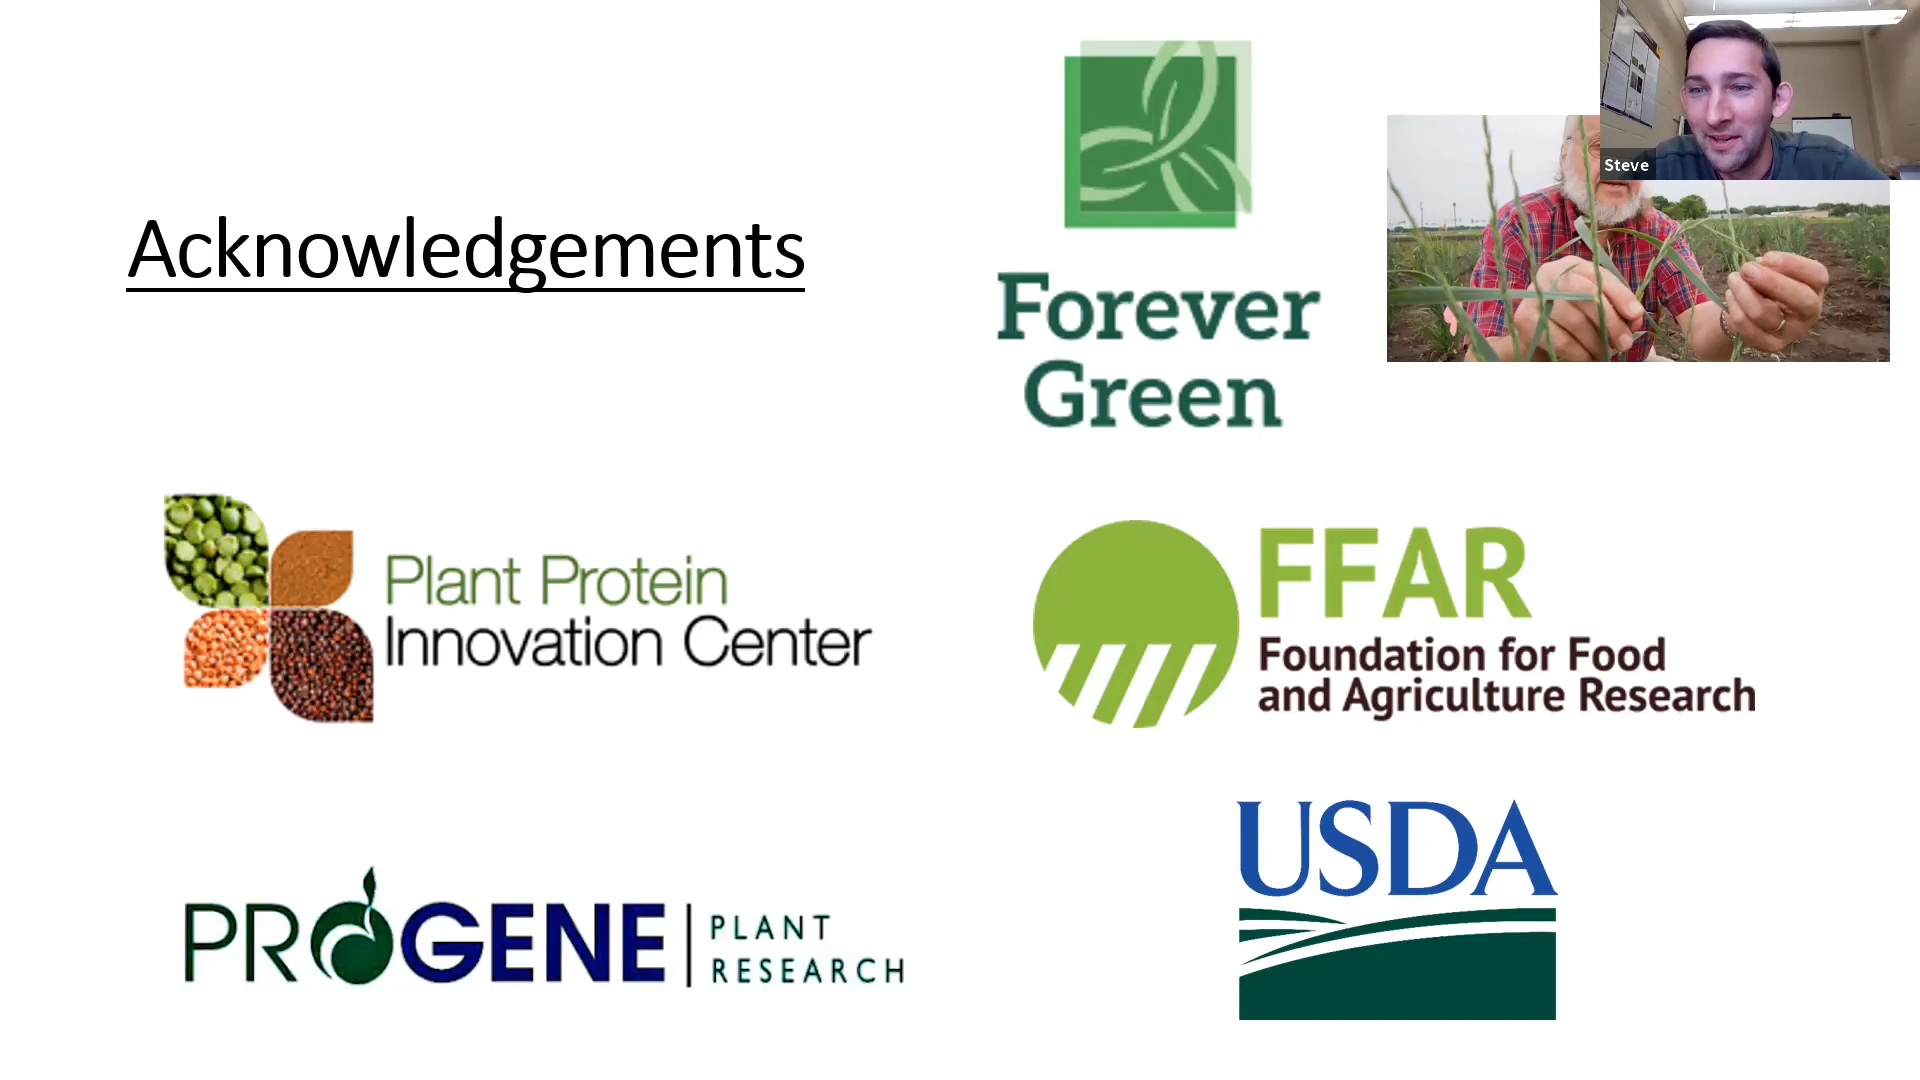 Steve
Acknowledgements
Forever
Green
Plant Protein
Innovation Center
FFAR
Foundation for Food
and Agriculture Research
PROGENE
PLANT
RESEARCH
USDA